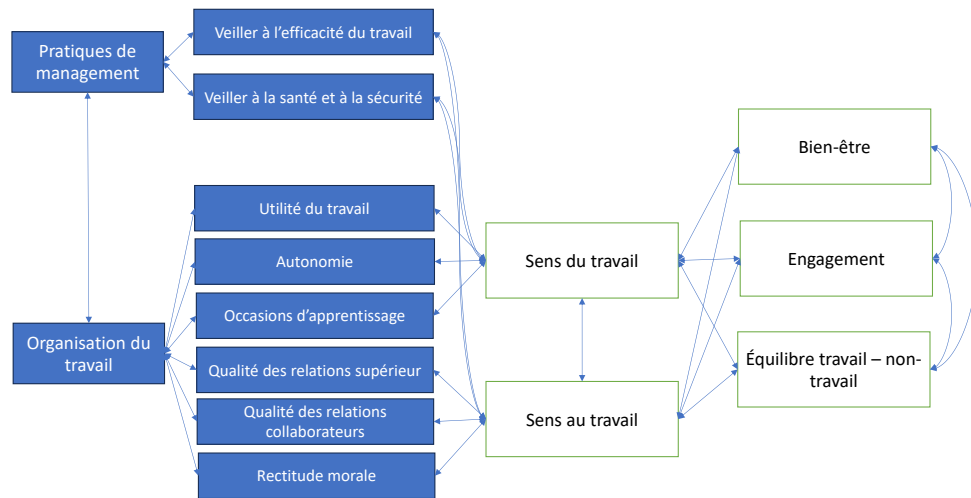 Pratiques de
management
Veiller à l’efficacité du travail
Veiller à la santé et à la sécurité
Organisation du
travail
Utilité du travail
Autonomie
Occasions d’apprentissage
Qualité des relations supérieur
Qualité des relations
collaborateurs
Rectitude morale
Sens du travail
Sens au travail
Bien-être
Engagement
Équilibre travail – non-
travail